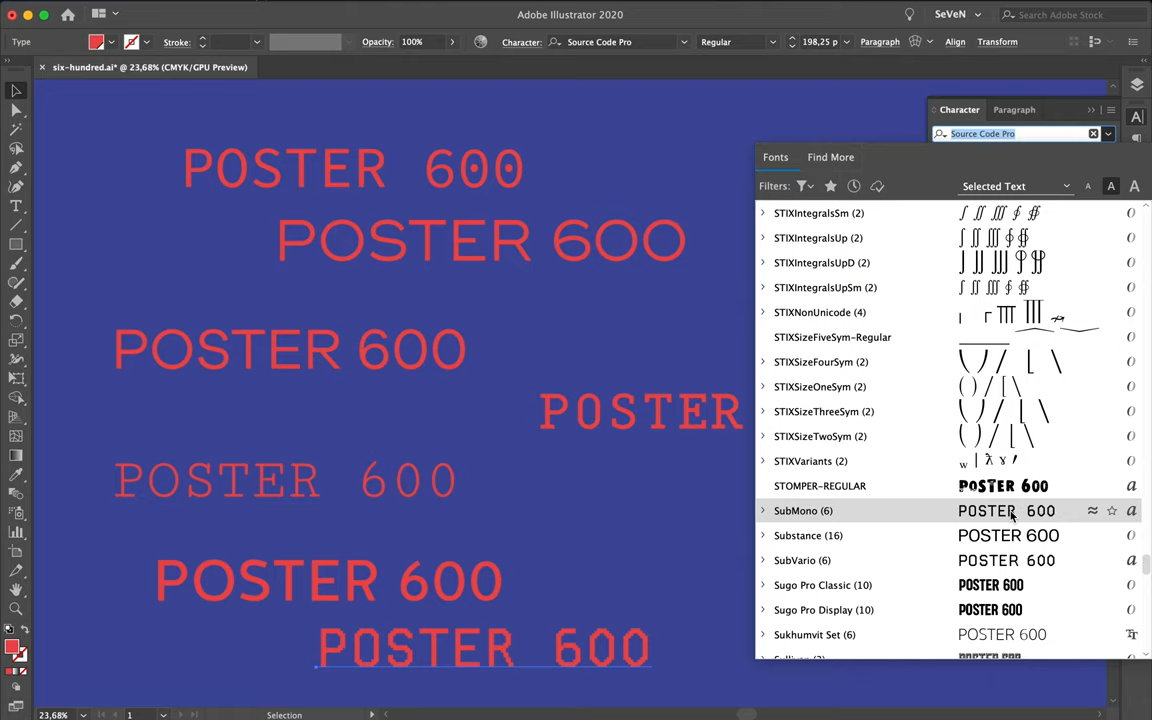 Adobe Illustrator 2020
SeVeN
Search Adobe Stock
Type
Stroke:
Opacity:
100%
Character:
Source Code Pro
Regular
198,25 p
Paragraph
Align
Transform
six-hundred.ai* @ 23,68% (CMYK/GPU Preview)
Character
Paragraph
Source Code Pro
Fonts
Find More
Filters:
Selected Text
STIXIntegralsSm (2)
STIXIntegralsUp (2)
STIXIntegralsUpD (2)
STIXIntegralsUpSm (2)
STIXNonUnicode (4)
STIXSizeFiveSym-Regular
STIXSizeFourSym (2)
STIXSizeOneSym (2)
STIXSizeThreeSym (2)
STIXSizeTwoSym (2)
STIXVariants (2)
STOMPER-REGULAR POSTER 600
SubMono (6) POSTER 600
Substance (16) POSTER 600
SubVario (6) POSTER 600
Sugo Pro Classic (10) POSTER 600
Sugo Pro Display (10) POSTER 600
Sukhumvit Set (6) POSTER 600
POSTER 600
POSTER 600
POSTER 600
POSTER
POSTER 600
POSTER 600
POSTER 600
23,68%
1
Selection